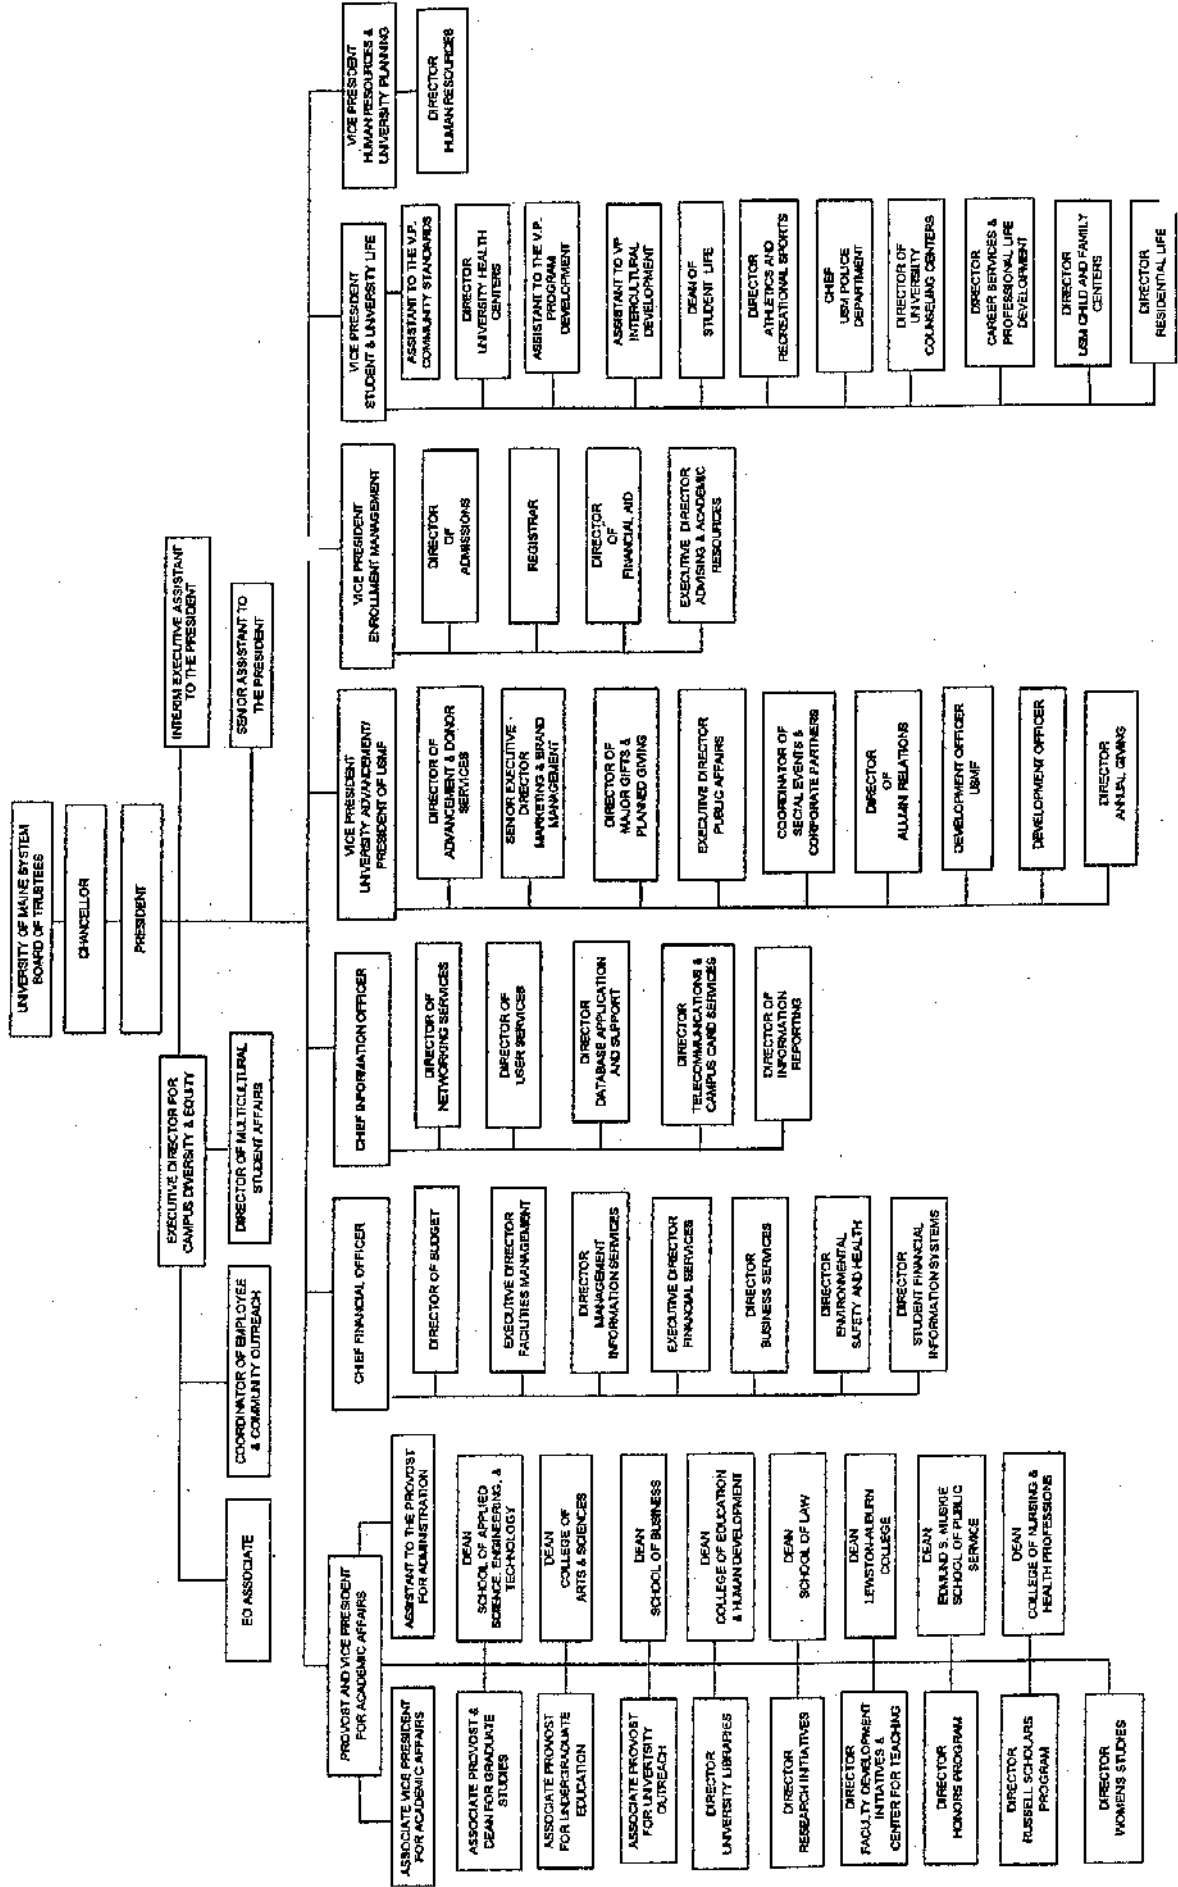 UNIVERSITY OF MAINE SYSTEM
BOARD OF TRUSTEES
CHANCELLOR
PRESIDENT
EXECUTIVE DIRECTOR FOR
CAMPUS DIVERSITY & EQUITY
INTERIM EXECUTIVE ASSISTANT
TO THE PRESIDENT
EO ASSOCIATE
COORDINATOR OF EMPLOYEE
& COMMUNITY OUTREACH
DIRECTOR OF MULTICULTURAL
STUDENT AFFAIRS
SENIOR ASSISTANT TO
THE PRESIDENT
PROVOST AND VICE PRESIDENT
FOR ACADEMIC AFFAIRS
ASSOCIATE VICE PRESIDENT
FOR ACADEMIC AFFAIRS
ASSISTANT TO THE PROVOST
FOR ADMINISTRATION
ASSOCIATE PROVOST &
DEAN FOR GRADUATE
STUDIES
DEAN
SCHOOL OF APPLIED
SCIENCE, ENGINEERING, &
TECHNOLOGY
ASSOCIATE PROVOST
FOR UNDERGRADUATE
EDUCATION
DEAN
COLLEGE OF
ARTS & SCIENCES
ASSOCIATE PROVOST
FOR UNIVERTSITY
OUTREACH
DEAN
SCHOOL OF BUSINESS
DIRECTOR
UNIVERSITY LIBRARIES
DEAN
COLLEGE OF EDUCATION
& HUMAN DEVELOPMENT
DIRECTOR
RESEARCH INITIATIVES
DEAN
SCHOOL OF LAW
DIRECTOR
FACULTY DEVELOPMENT
INITIATIVES &
CENTER FOR TEACHING
DEAN
LEWSTON-AUBURN
COLLEGE
DIRECTOR
HONORS PROGRAM
DEAN
EDMUND S. MUSKIE
SCHOOL OF PUBLIC
SERVICE
DIRECTOR
RUSSELL SCHOLARS
PROGRAM
DEAN
COLLEGE OF NURSING &
HEALTH PROFESSIONS
DIRECTOR
WOMENS STUDIES
CHIEF FINANCIAL OFFICER
DIRECTOR OF BUDGET
EXECUTIVE DIRECTOR
FACILITIES MANAGEMENT
DIRECTOR
MANAGEMENT
INFORMATION SERVICES
EXECUTIVE DIRECTOR
FINANCIAL SERVICES
DIRECTOR
BUSINESS SERVICES
DIRECTOR
ENVIRONMENTAL
SAFETY AND HEALTH
DIRECTOR
STUDENT FINANCIAL
INFORMATION SYSTEMS
CHIEF INFORMATION OFFICER
DIRECTOR OF
NETWORKING SERVICES
DIRECTOR OF
USER SERVICES
DIRECTOR
DATABASE APPLICATION
AND SUPPORT
DIRECTOR
TELECOMMUNICATIONS &
CAMPUS CARD SERVICES
DIRECTOR OF
INFORMATION
REPORTING
VICE PRESIDENT
UNIVERSITY ADVANCEMENT/
PRESIDENT OF USMF
DIRECTOR OF
ADVANCEMENT & DONOR
SERVICES
SENIOR EXECUTIVE
DIRECTOR
MARKETING & BRAND
MANAGEMENT
DIRECTOR OF
MAJOR GIFTS &
PLANNED GIVING
EXECUTIVE DIRECTOR
PUBLIC AFFAIRS
COORDINATOR OF
SECIAL EVENTS &
CORPORATE PARTNERS
DIRECTOR
OF
ALUMNI RELATIONS
DEVELOPMENT OFFICER
USMF
DEVELOPMENT OFFICER
DIRECTOR
ANNUAL GIVING
VICE PRESIDENT
ENROLLMENT MANAGEMENT
DIRECTOR
OF
ADMISSIONS
REGISTRAR
DIRECTOR
OF
FINANCIAL AID
EXECUTIVE DIRECTOR
ADVISING & ACADEMIC
RESOURCES
VICE PRESIDENT
STUDENT & UNIVERSITY LIFE
ASSISTANT TO THE V.P.
COMMUNITY STANDARDS
DIRECTOR
UNIVERSITY HEALTH
CENTERS
ASSISTANT TO THE V.P.
PROGRAM
DEVELOPMENT
ASSISTANT TO VP
INTERCULTURAL
DEVELOPMENT
DEAN OF
STUDENT LIFE
DIRECTOR
ATHLETICS AND
RECREATIONAL SPORTS
CHIEF
USM POLICE
DEPARTMENT
DIRECTOR OF
UNIVERSITY
COUNSELING CENTERS
DIRECTOR
CAREER SERVICES &
PROFESSIONAL LIFE
DEVELOPMENT
DIRECTOR
USM CHILD AND FAMILY
CENTERS
DIRECTOR
RESIDENTIAL LIFE
VICE PRESIDENT
HUMAN RESOURCES &
UNIVERSITY PLANNING
DIRECTOR
HUMAN RESOURCES